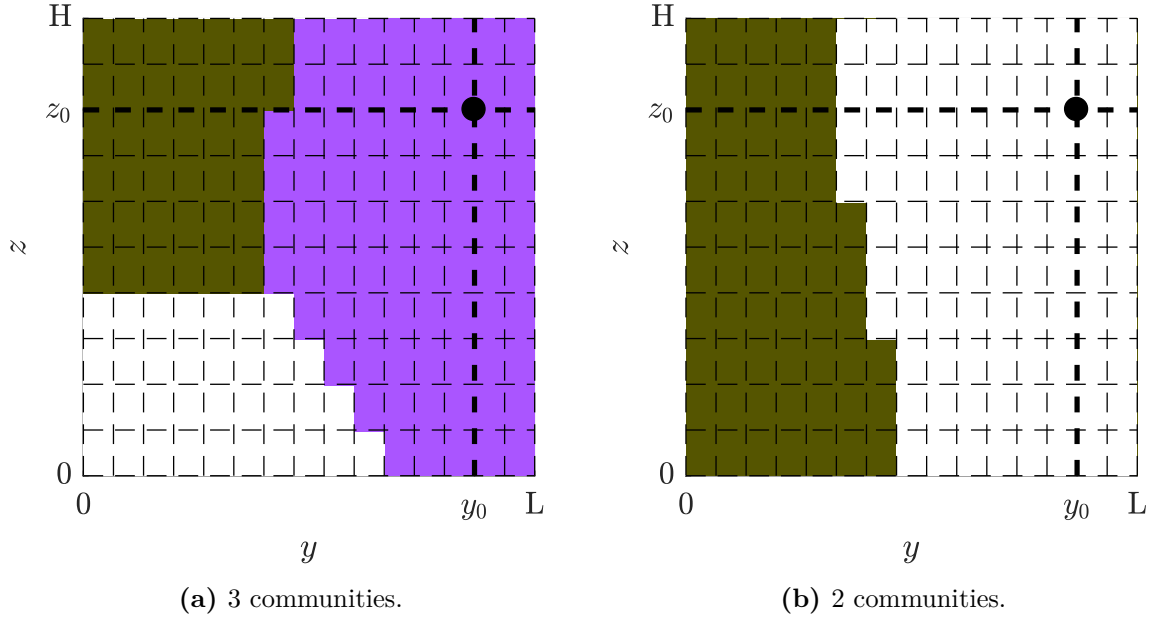 H
z₀
z
0
0
y₀
L
y
(a) 3 communities.
H
z₀
z
0
0
y₀
L
y
(b) 2 communities.